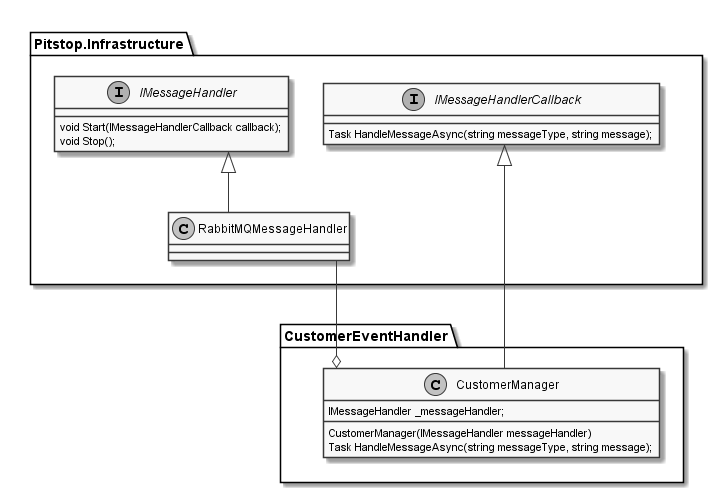 Pitstop.Infrastructure
I IMessageHandler
void Start(IMessageHandlerCallback callback);
void Stop();
I IMessageHandlerCallback
Task HandleMessageAsync(string messageType, string message);
C RabbitMQMessageHandler
CustomerEventHandler
C CustomerManager
IMessageHandler _messageHandler;
CustomerManager(IMessageHandler messageHandler)
Task HandleMessageAsync(string messageType, string message);